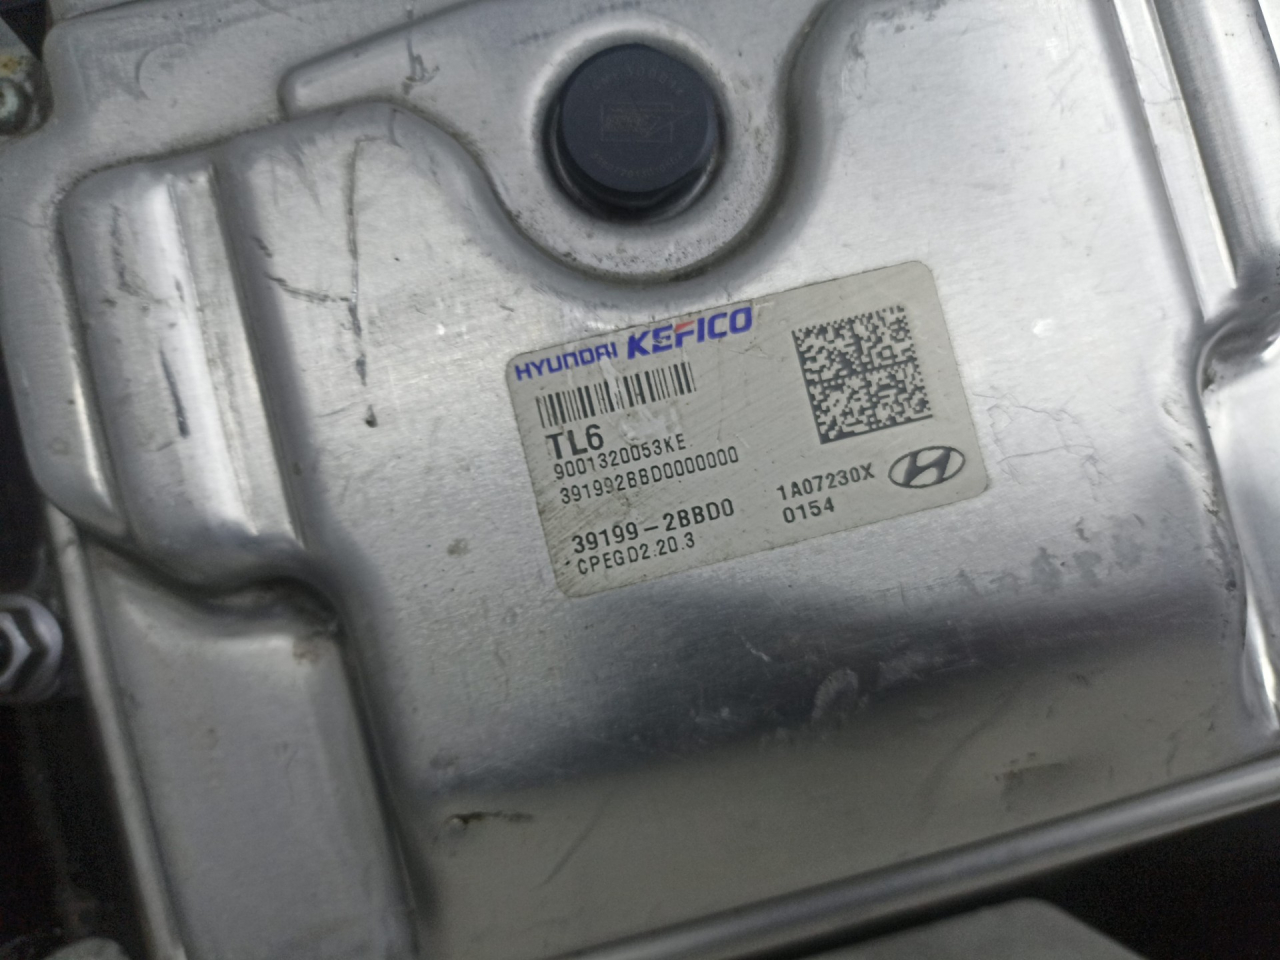 HYUNDAI KEFICO
TL6
9001320053KE
391992BBD0000000
39199-2BBD0
CPEGD2.20.3
1A07230X
0154